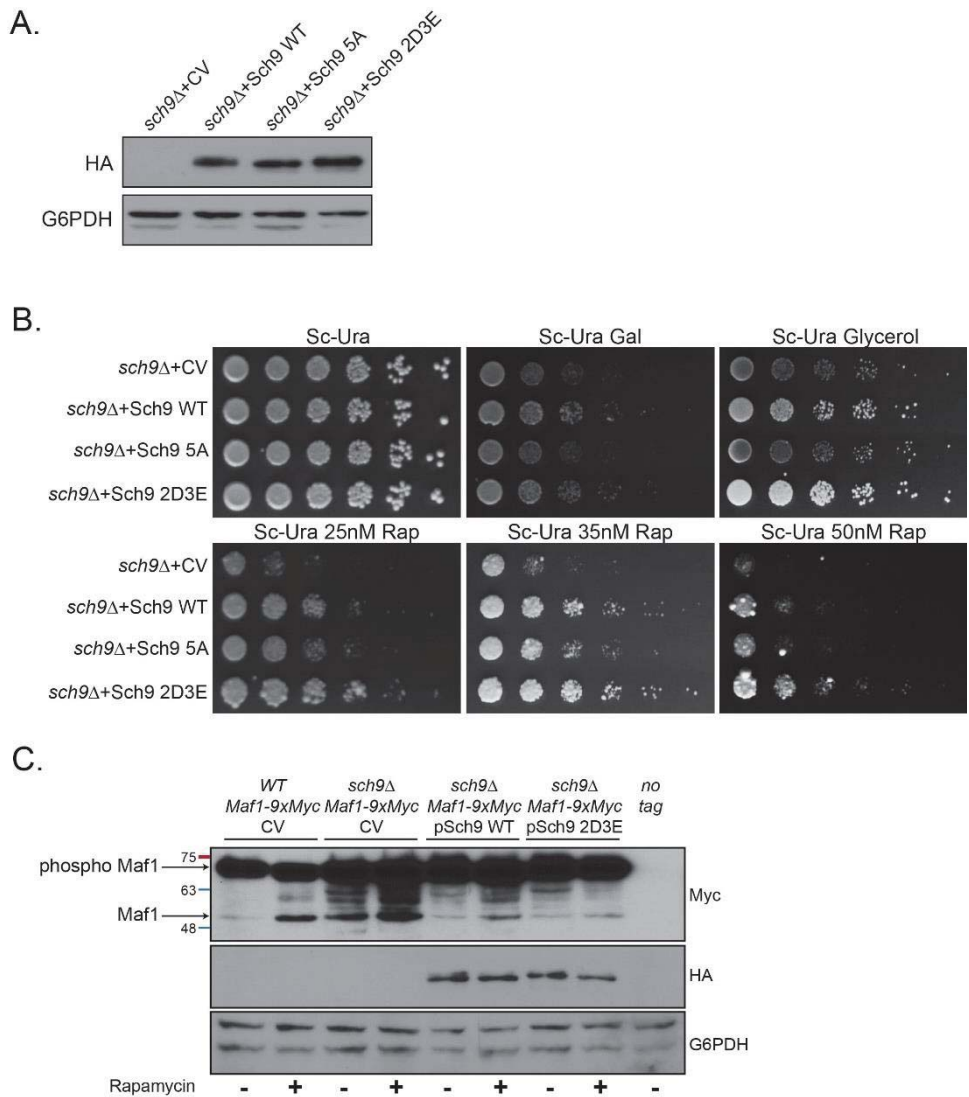 A.
sch9Δ+CV
sch9Δ+Sch9 WT
sch9Δ+Sch9 5A
sch9Δ+Sch9 2D3E
HA
G6PDH
B.
Sc-Ura Sc-Ura Gal Sc-Ura Glycerol
sch9Δ+CV
sch9Δ+Sch9 WT
sch9Δ+Sch9 5A
sch9Δ+Sch9 2D3E
Sc-Ura 25nM Rap Sc-Ura 35nM Rap Sc-Ura 50nM Rap
sch9Δ+CV
sch9Δ+Sch9 WT
sch9Δ+Sch9 5A
sch9Δ+Sch9 2D3E
C.
WT sch9Δ sch9Δ sch9Δ no
Maf1-9xMyc Maf1-9xMyc Maf1-9xMyc Maf1-9xMyc tag
CV CV pSch9 WT pSch9 2D3E
phospho Maf1 75
63 Myc
Maf1
48
HA
G6PDH
Rapamycin - + - + - + - + -